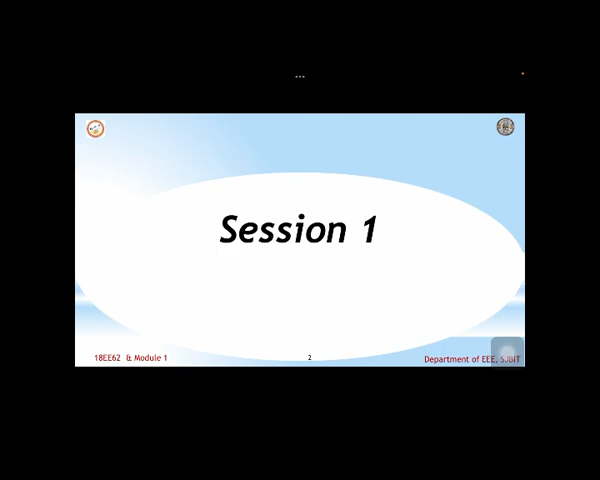 Session 1
18EE62 & Module 1
2
Department of EEE, SJBIT